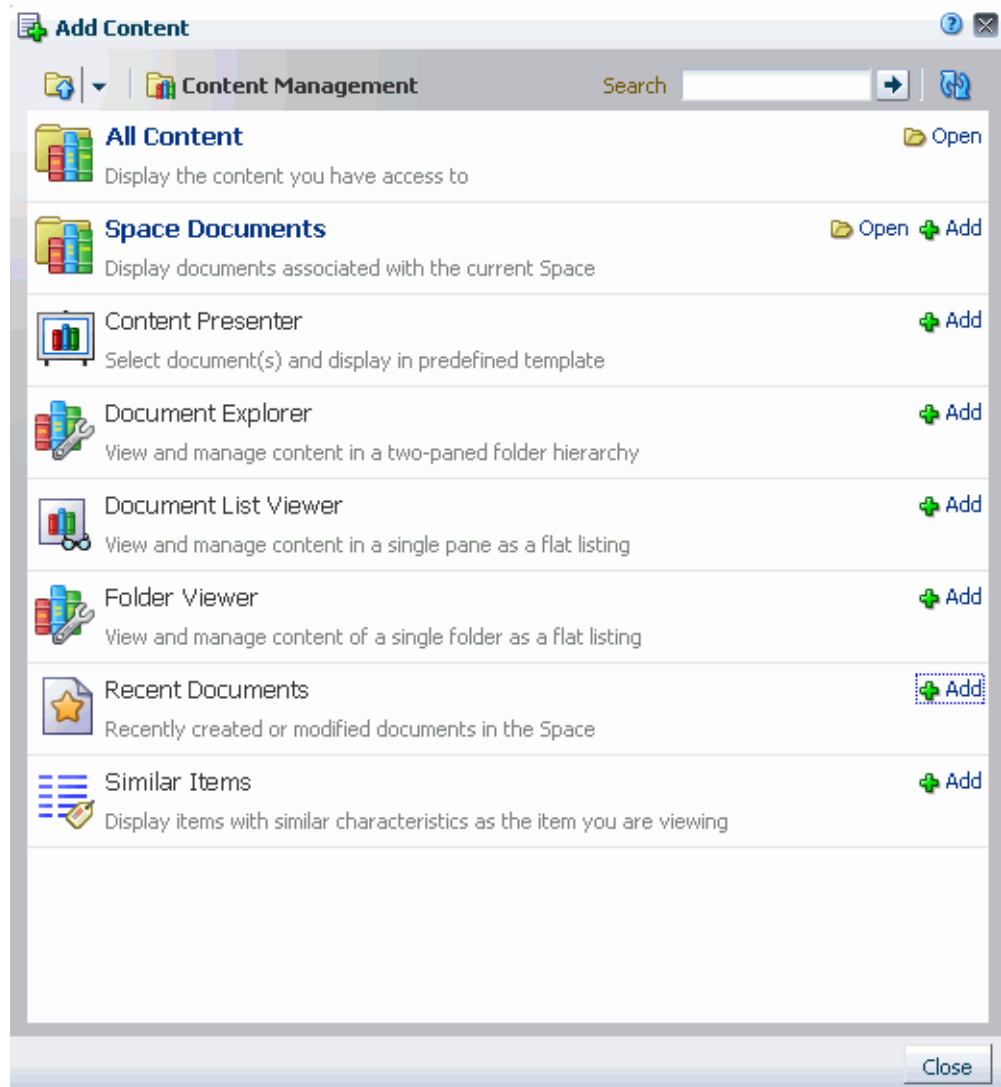 Add Content
Content Management Search
All Content Open
Display the content you have access to
Space Documents Open Add
Display documents associated with the current Space
Content Presenter Add
Select document(s) and display in predefined template
Document Explorer Add
View and manage content in a two-paned folder hierarchy
Document List Viewer Add
View and manage content in a single pane as a flat listing
Folder Viewer Add
View and manage content of a single folder as a flat listing
Recent Documents Add
Recently created or modified documents in the Space
Similar Items Add
Display items with similar characteristics as the item you are viewing
Close